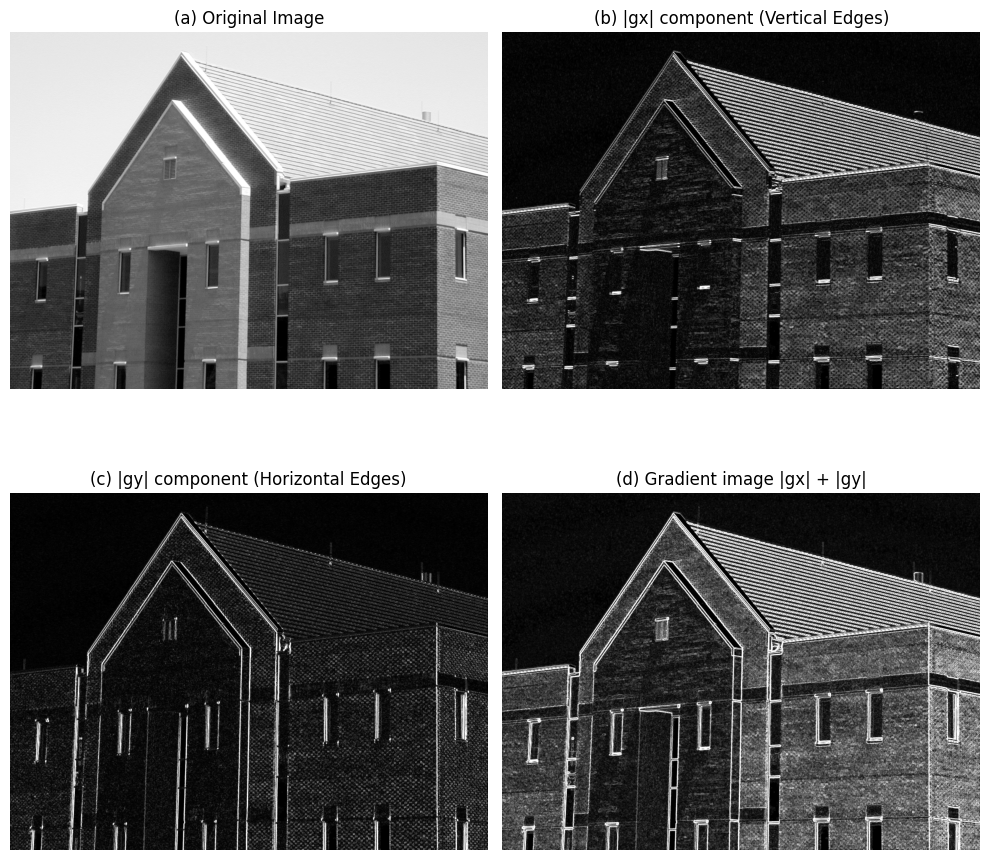 (a) Original Image
(b) |gx| component (Vertical Edges)
(c) |gy| component (Horizontal Edges)
(d) Gradient image |gx| + |gy|